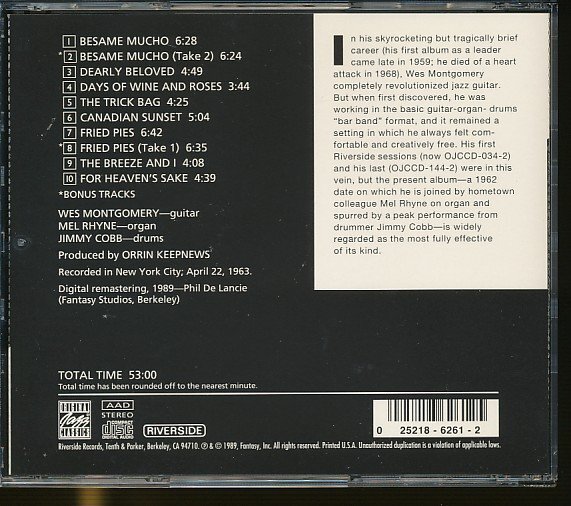 1 BESAME MUCHO 6:28
*2 BESAME MUCHO (Take 2) 6:24
3 DEARLY BELOVED 4:49
4 DAYS OF WINE AND ROSES 3:44
5 THE TRICK BAG 4:25
6 CANADIAN SUNSET 5:04
7 FRIED PIES 6:42
*8 FRIED PIES (Take 1) 6:35
9 THE BREEZE AND I 4:08
10 FOR HEAVEN'S SAKE 4:39
*BONUS TRACKS
WES MONTGOMERY—guitar
MEL RHYNE—organ
JIMMY COBB—drums
Produced by ORRIN KEEPNEWS
Recorded in New York City; April 22, 1963.
Digital remastering, 1989—Phil De Lancie
(Fantasy Studios, Berkeley)
In his skyrocketing but tragically brief
career (his first album as a leader
came late in 1959; he died of a heart
attack in 1968), Wes Montgomery
completely revolutionized jazz guitar.
But when first discovered, he was
working in the basic guitar-organ- drums
"bar band" format, and it remained a
setting in which he always felt com-
fortable and creatively free. His first
Riverside sessions (now OJCCD-034-2)
and his last (OJCCD-144-2) were in this
vein, but the present album—a 1962
date on which he is joined by hometown
colleague Mel Rhyne on organ and
spurred by a peak performance from
drummer Jimmy Cobb—is widely
regarded as the most fully effective
of its kind.
TOTAL TIME 53:00
Total time has been rounded off to the nearest minute.
ORIGINAL
Jazz
CLASSICS
AAD
STEREO
COMPACT
disc
DIGITAL AUDIO
RIVERSIDE
0 25218-6261-2
Riverside Records, Tenth & Parker, Berkeley, CA 94710. ℗ & © 1989, Fantasy, Inc. All rights reserved. Printed U.S.A. Unauthorized duplication is a violation of applicable laws.